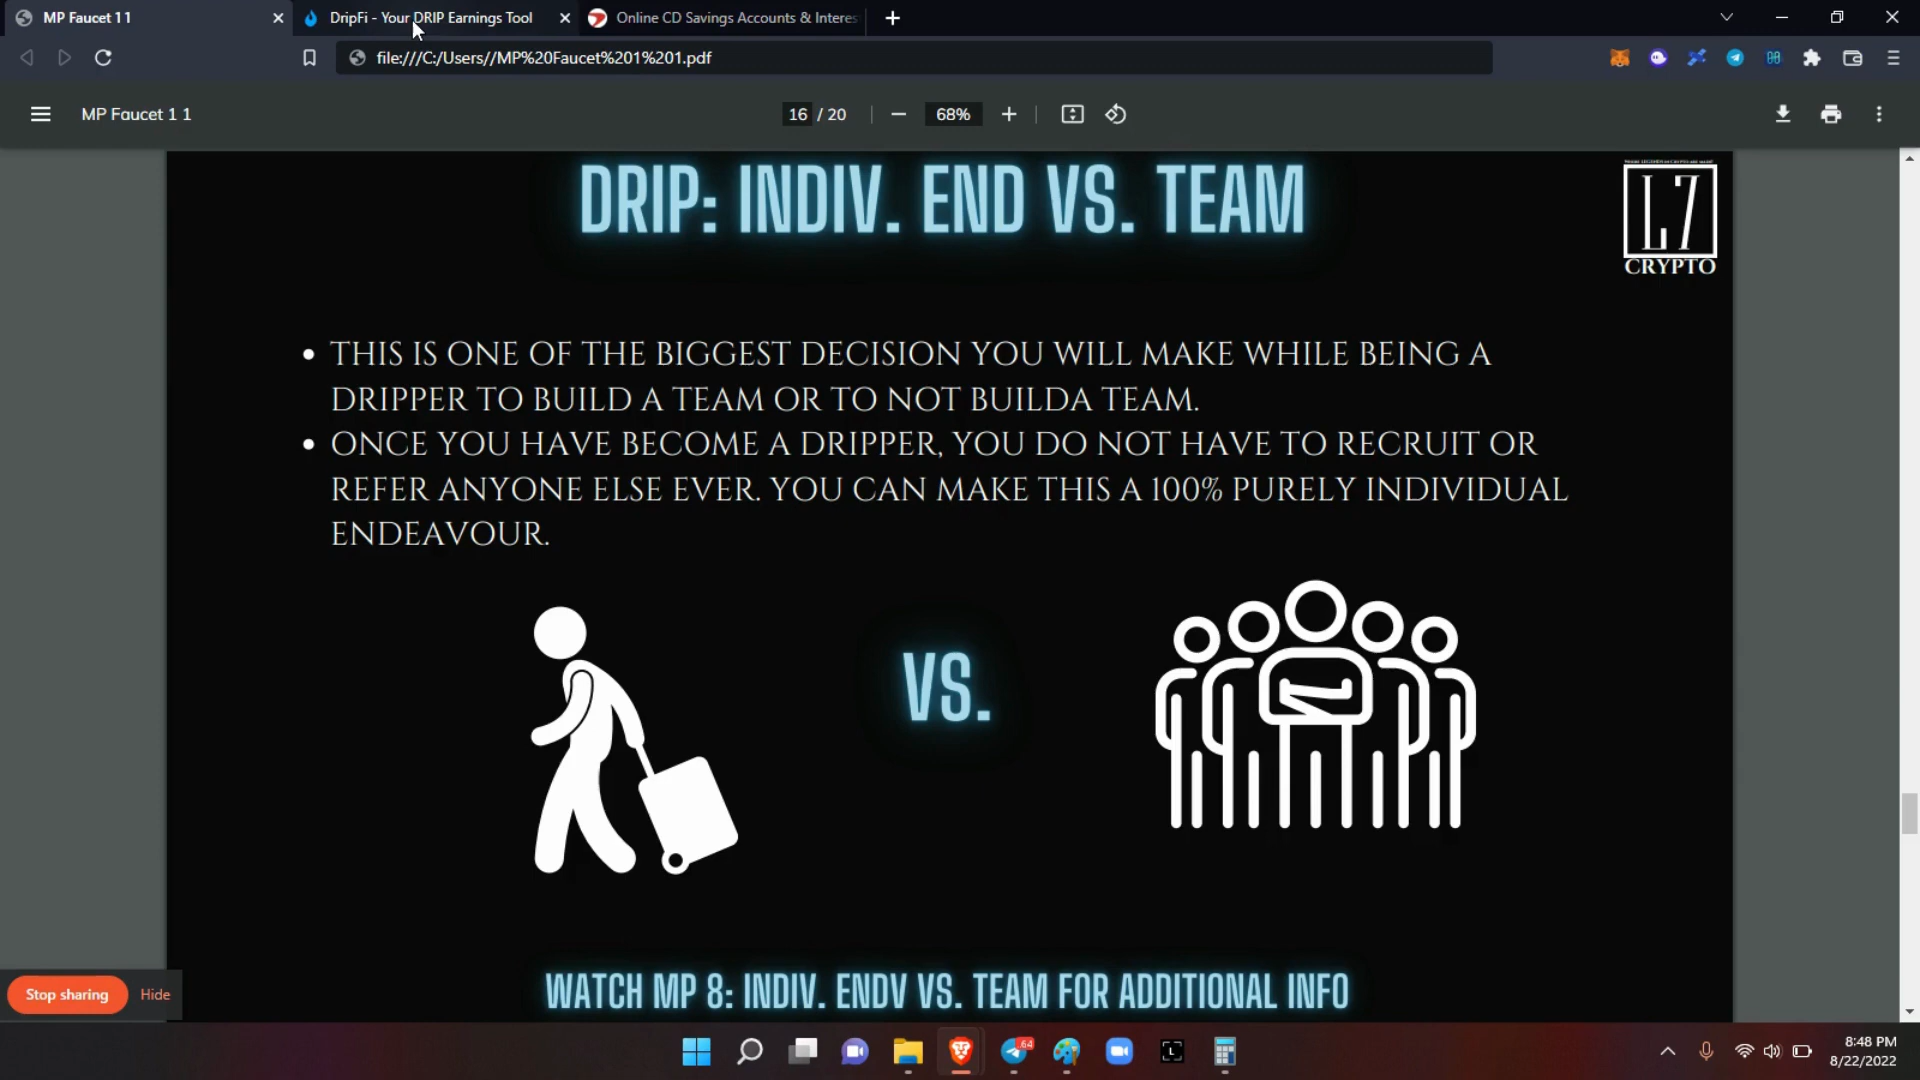 MP Faucet 1 1
DripFi - Your DRIP Earnings Tool
Online CD Savings Accounts & Interes
file:///C:/Users//MP%20Faucet%201%201.pdf
MP Faucet 1 1
16 / 20
68%
DRIP: INDIV. END VS. TEAM
L7
CRYPTO
• THIS IS ONE OF THE BIGGEST DECISION YOU WILL MAKE WHILE BEING A
DRIPPER TO BUILD A TEAM OR TO NOT BUILDA TEAM.
• ONCE YOU HAVE BECOME A DRIPPER, YOU DO NOT HAVE TO RECRUIT OR
REFER ANYONE ELSE EVER. YOU CAN MAKE THIS A 100% PURELY INDIVIDUAL
ENDEAVOUR.
VS.
WATCH MP 8: INDIV. ENDV VS. TEAM FOR ADDITIONAL INFO
Stop sharing
Hide
64
L
8:48 PM
8/22/2022